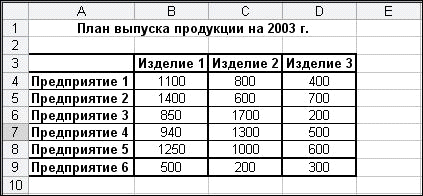 A B C D E
1 План выпуска продукции на 2003 г.
2
3 Изделие 1 Изделие 2 Изделие 3
4 Предприятие 1 1100 800 400
5 Предприятие 2 1400 600 700
6 Предприятие 3 850 1700 200
7 Предприятие 4 940 1300 500
8 Предприятие 5 1250 1000 600
9 Предприятие 6 500 200 300
10